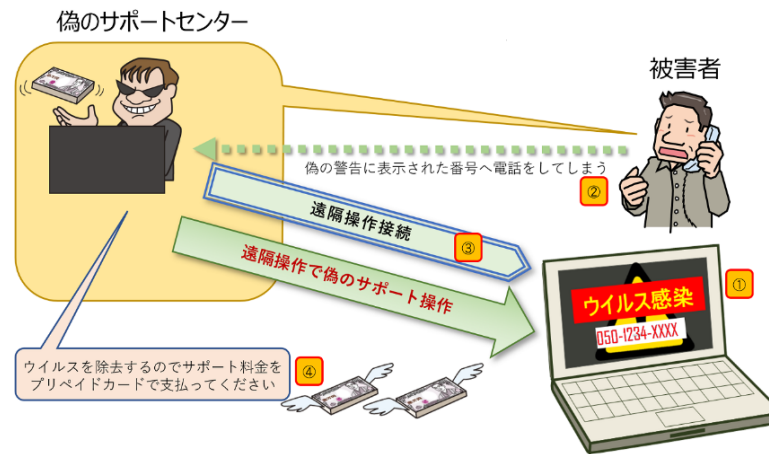 偽のサポートセンター
被害者
偽の警告に表示された番号へ電話をしてしまう
②
遠隔操作接続
③
遠隔操作で偽のサポート操作
①
ウイルス感染
050-1234-XXXX
ウイルスを除去するのでサポート料金を
プリペイドカードで支払ってください
④